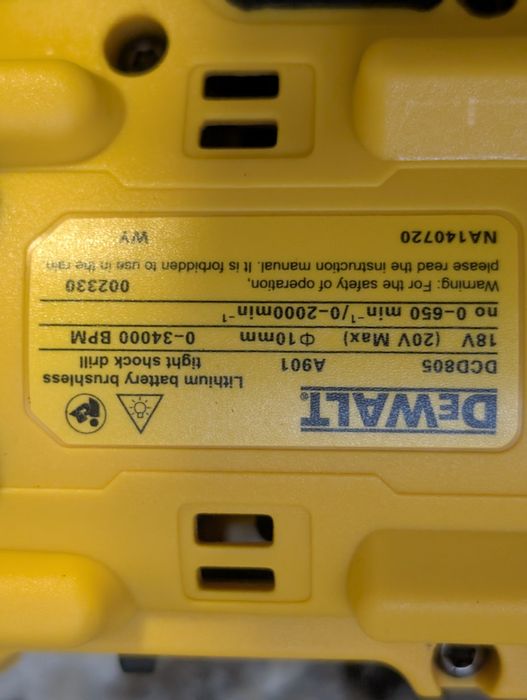 DEWALT®
Lithium battery brushless
DCD805 A901 tight shock drill
18V (20V Max) Φ10mm 0-34000 BPM
no 0-650 min⁻¹/0-2000min⁻¹
Warning: For the safety of operation, 002330
please read the instruction manual. It is forbidden to use in the rain
NA140720 WY